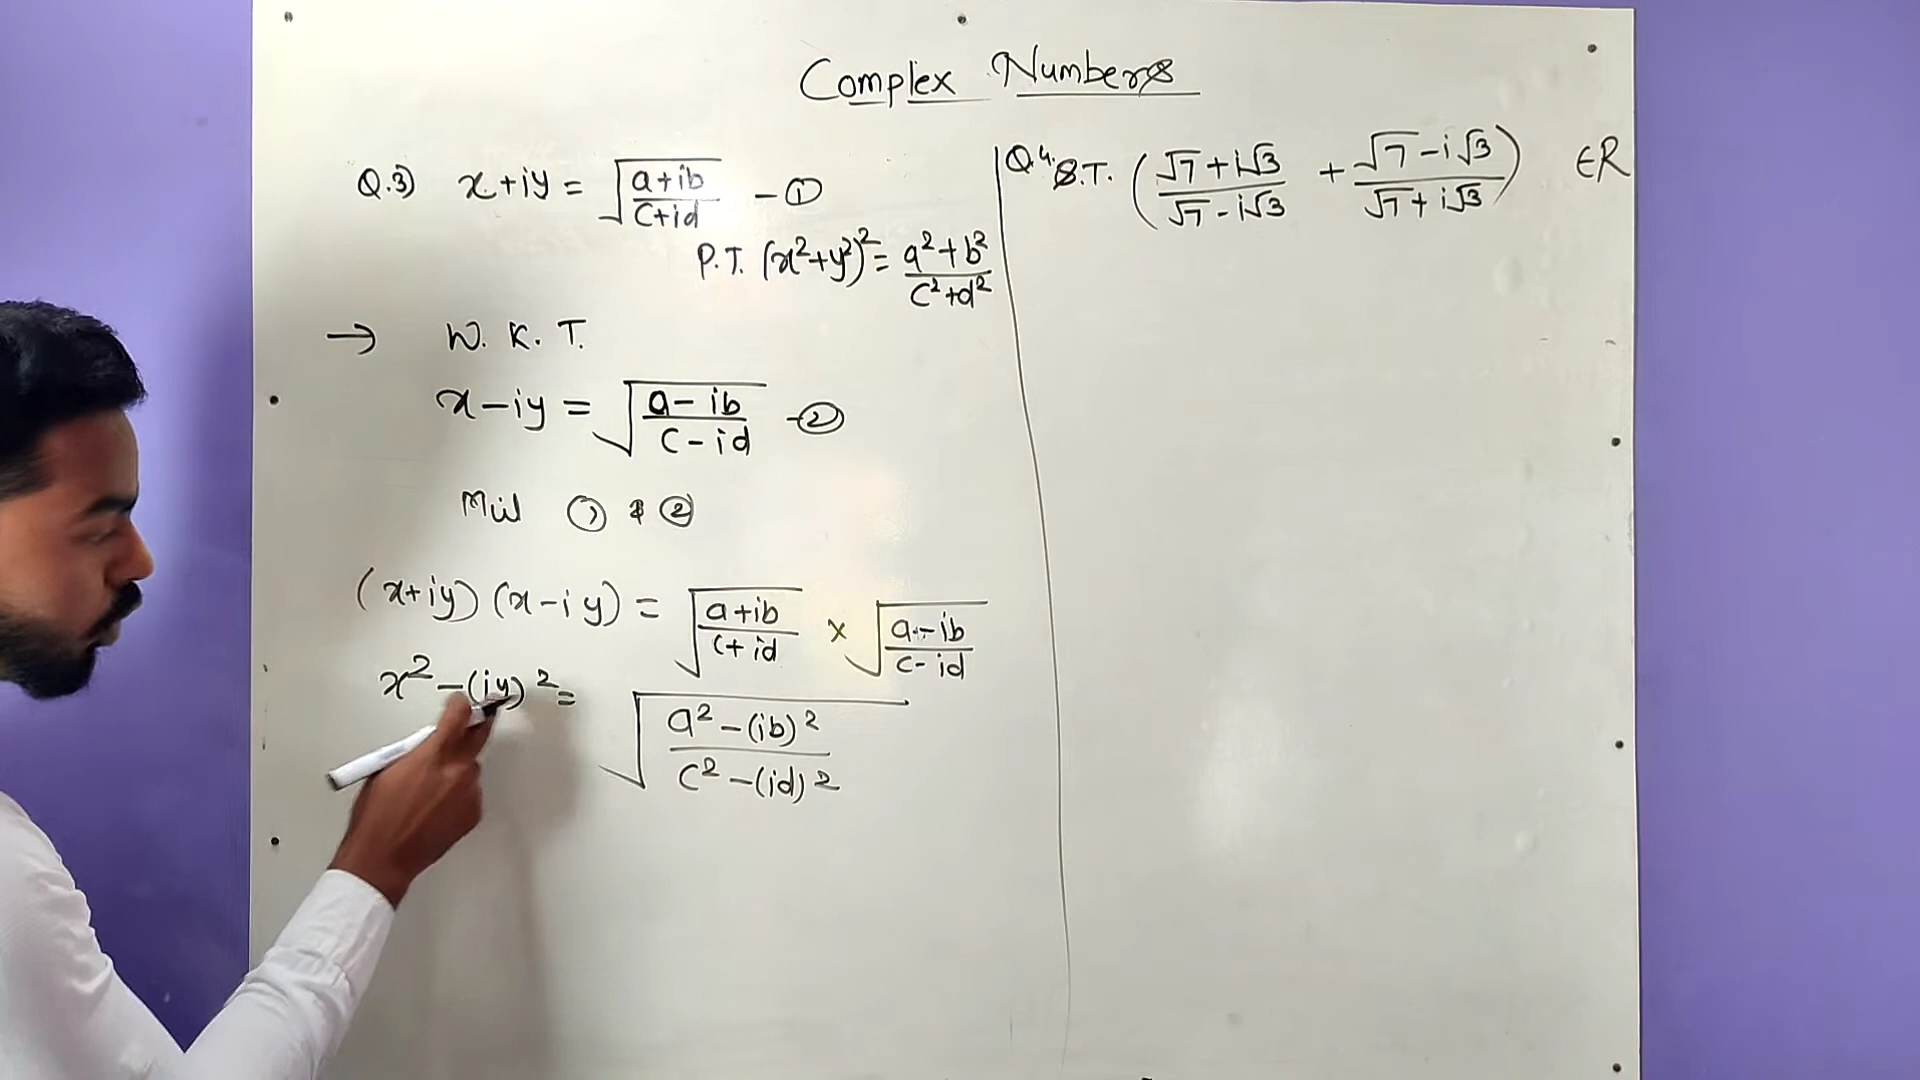 Complex Numbers
Q.3) x+iy = √((a+ib)/(c+id)) - ①
P.T. (x²+y²)² = (a²+b²)/(c²+d²)
→ W. K. T.
x-iy = √((a-ib)/(c-id)) - ②
Mul ① & ②
(x+iy) (x-iy) = √((a+ib)/(c+id)) × √((a-ib)/(c-id))
x² -(iy)² = √((a²-(ib)²)/(c²-(id)²))
Q.4. S.T. ((√7+i√3)/(√7-i√3) + (√7-i√3)/(√7+i√3)) ∈R